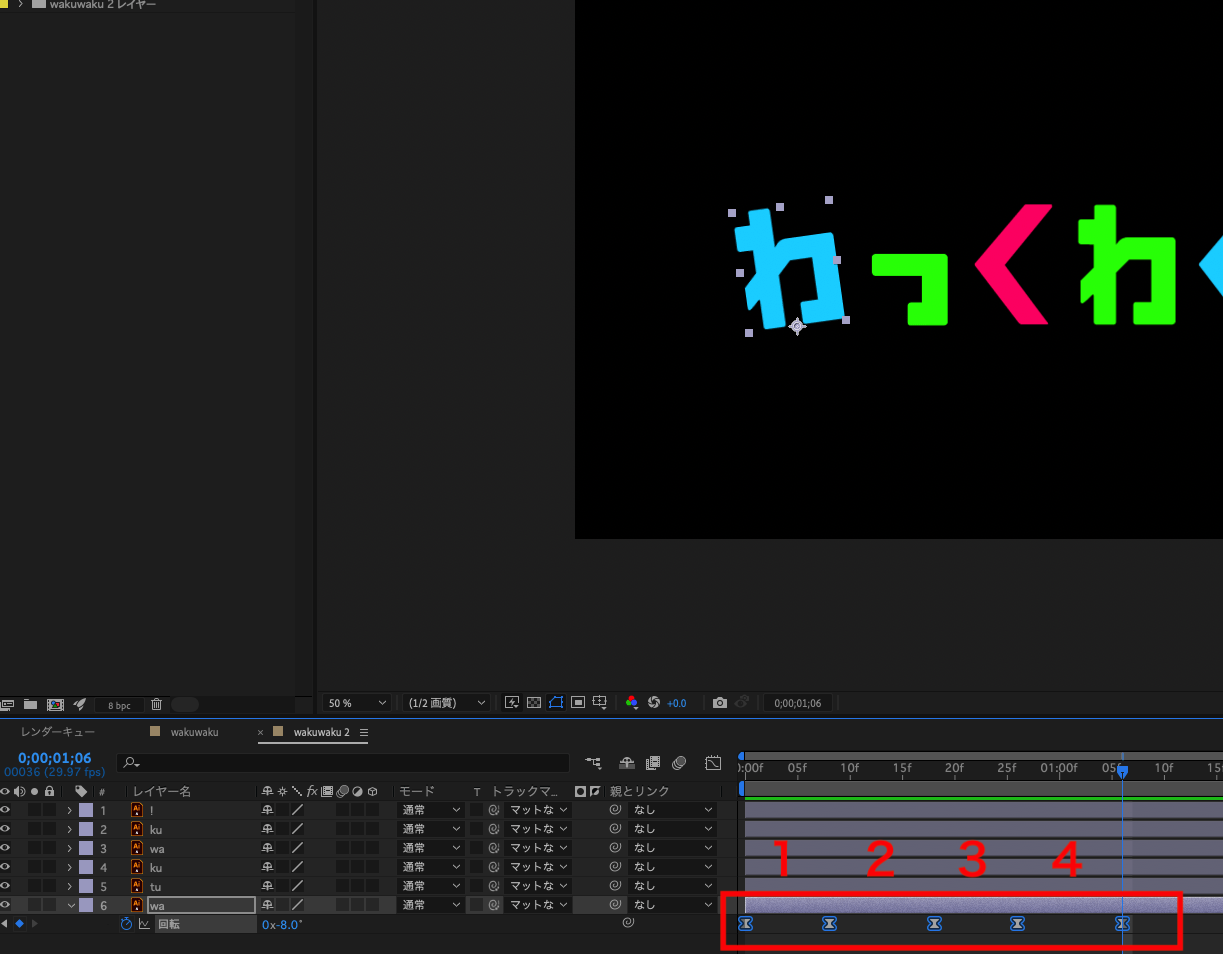 wakuwaku 2 レイヤー
わっくわ
8 bpc
50 %
(1/2 画質)
+0.0
0;00;01;06
レンダーキュー
wakuwaku
× wakuwaku 2
0;00;01;06
00036 (29.97 fps)
:00f 05f 10f 15f 20f 25f 01:00f 05f 10f 15
# レイヤー名 fx モード T トラックマ... 親とリンク
1 ! 通常 マットな なし
2 ku 通常 マットな なし
3 wa 通常 マットな なし
4 ku 通常 マットな なし
5 tu 通常 マットな なし
6 wa 通常 マットな なし
1 2 3 4
回転 0x-8.0°